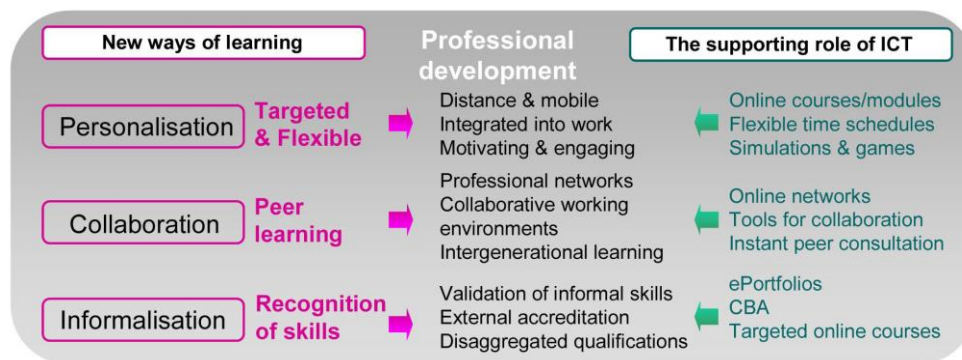 New ways of learning
Professional
development
The supporting role of ICT
Personalisation
Targeted
& Flexible
Distance & mobile
Integrated into work
Motivating & engaging
Online courses/modules
Flexible time schedules
Simulations & games
Collaboration
Peer
learning
Professional networks
Collaborative working
environments
Intergenerational learning
Online networks
Tools for collaboration
Instant peer consultation
Informalisation
Recognition
of skills
Validation of informal skills
External accreditation
Disaggregated qualifications
ePortfolios
CBA
Targeted online courses